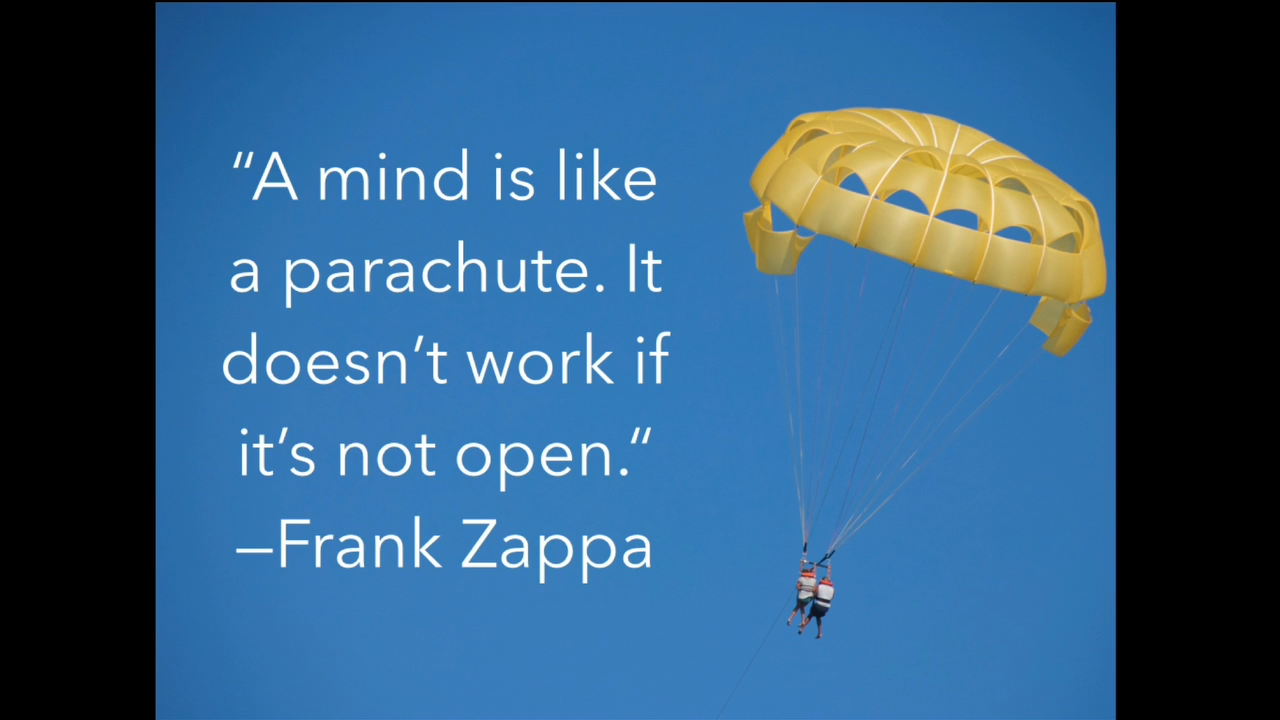 “A mind is like
a parachute. It
doesn’t work if
it’s not open.“
—Frank Zappa